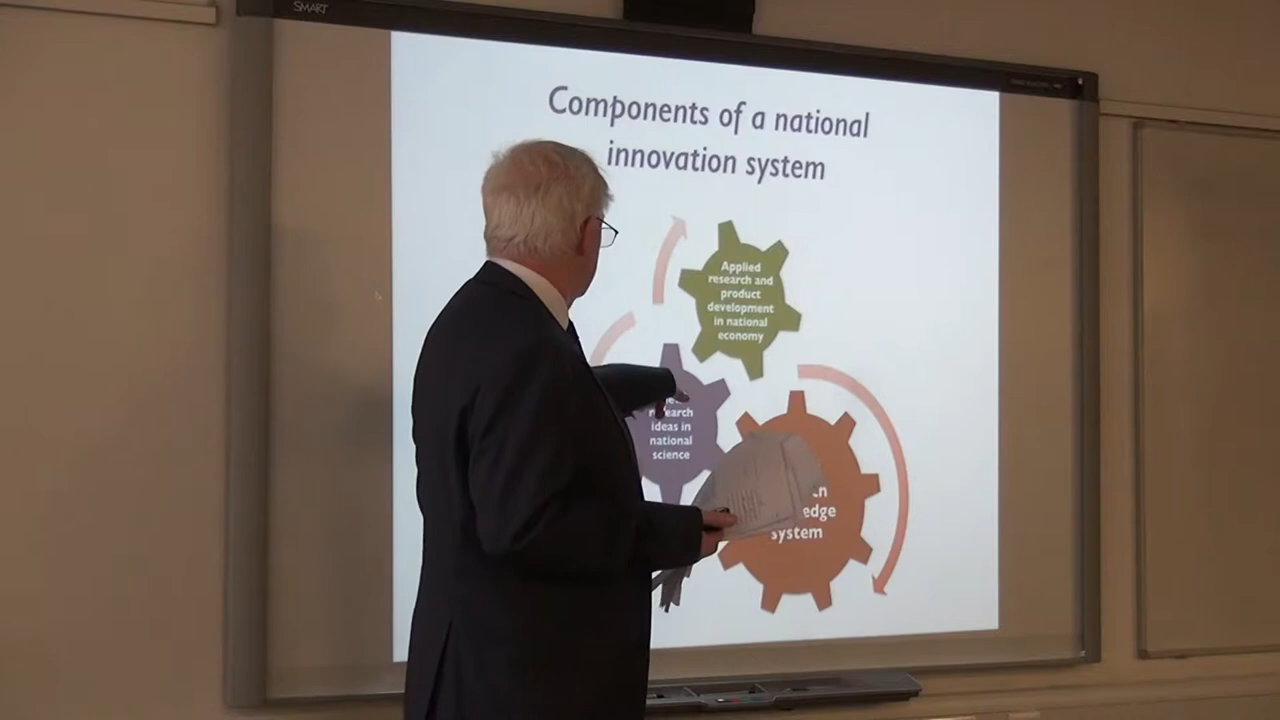 SMART
Components of a national
innovation system
Applied
research and
product
development
in national
economy
research
ideas in
national
science
system